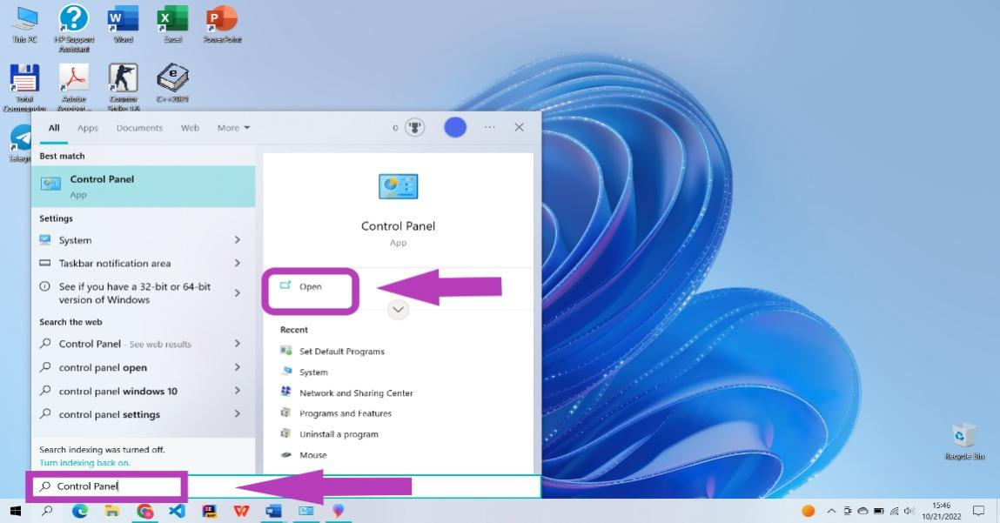 This PC
HP Support
Assistant
Word
Excel
PowerPoint
Total
Commander
Adobe
Acrobat...
Counter
Strike 1.6
C++2021
All
Apps
Documents
Web
More
0
Best match
Control Panel
App
Settings
System
Taskbar notification area
See if you have a 32-bit or 64-bit
version of Windows
Search the web
Control Panel - See web results
control panel open
control panel windows 10
control panel settings
Search indexing was turned off.
Turn indexing back on.
Control Panel
App
Open
Recent
Set Default Programs
System
Network and Sharing Center
Programs and Features
Uninstall a program
Mouse
Control Panel
Recycle Bin
15:46
10/21/2022